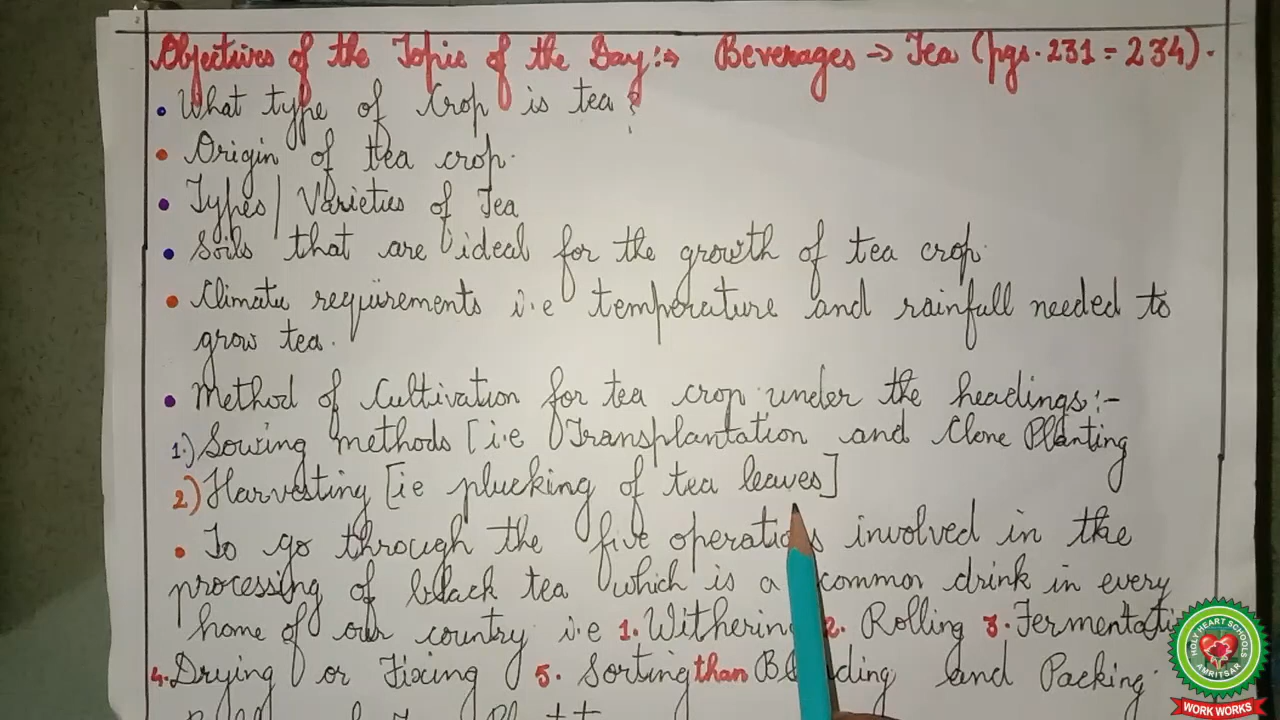 Objectives of the Topic of the Day:→ Beverages → Tea (pgs. 231 = 234).
• What type of Crop is tea?
• Origin of tea crop.
• Types/ Varieties of Tea
• Soils that are ideal for the growth of tea crop.
• Climate requirements i.e temperature and rainfall needed to
grow tea.
• Method of Cultivation for tea crop under the headings:-
1.) Sowing methods [i.e Transplantation and Clone Planting
2) Harvesting [ie plucking of tea leaves]
• To go through the five operations involved in the
processing of black tea which is a common drink in every
home of our country i.e 1. Withering 2. Rolling 3. Fermentati
4. Drying or Fixing 5. Sorting than and Packing.
HOLY HEART SCHOOLS
AMRITSAR
WORK WORKS